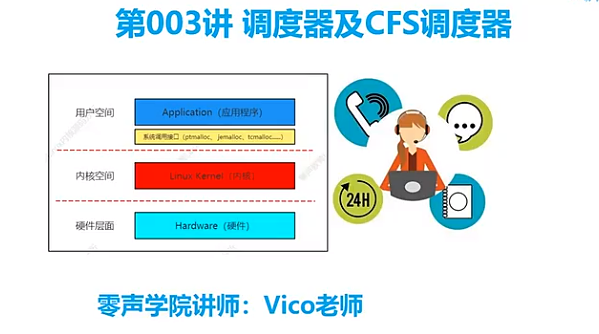 第003讲 调度器及CFS调度器
用户空间
Application（应用程序）
系统调用接口（ptmalloc、jemalloc、tcmalloc......）
内核空间
Linux Kernel（内核）
硬件层面
Hardware（硬件）
24H
零声学院讲师：Vico老师